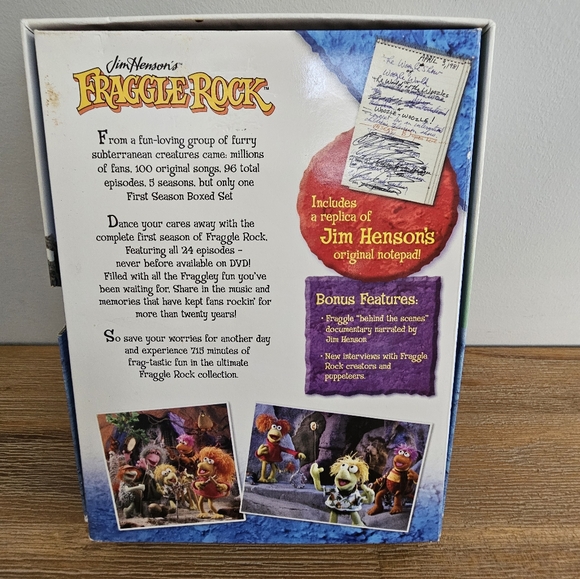 Jim Henson's
FRAGGLE ROCK
From a fun-loving group of furry
subterranean creatures came: millions
of fans, 100 original songs, 96 total
episodes, 5 seasons, but only one
First Season Boxed Set
Dance your cares away with the
complete first season of Fraggle Rock,
Featuring all 24 episodes –
never before available on DVD!
Filled with all the Fraggley fun you've
been waiting for. Share in the music and
memories that have kept fans rockin' for
more than twenty years!
So save your worries for another day
and experience 715 minutes of
frag-tastic fun in the ultimate
Fraggle Rock collection.
APRIL 3, 1981
Includes
a replica of
Jim Henson's
original notepad!
Bonus Features:
• Fraggle "behind the scenes"
documentary narrated by
Jim Henson
• New interviews with Fraggle
Rock creators and
puppeteers.